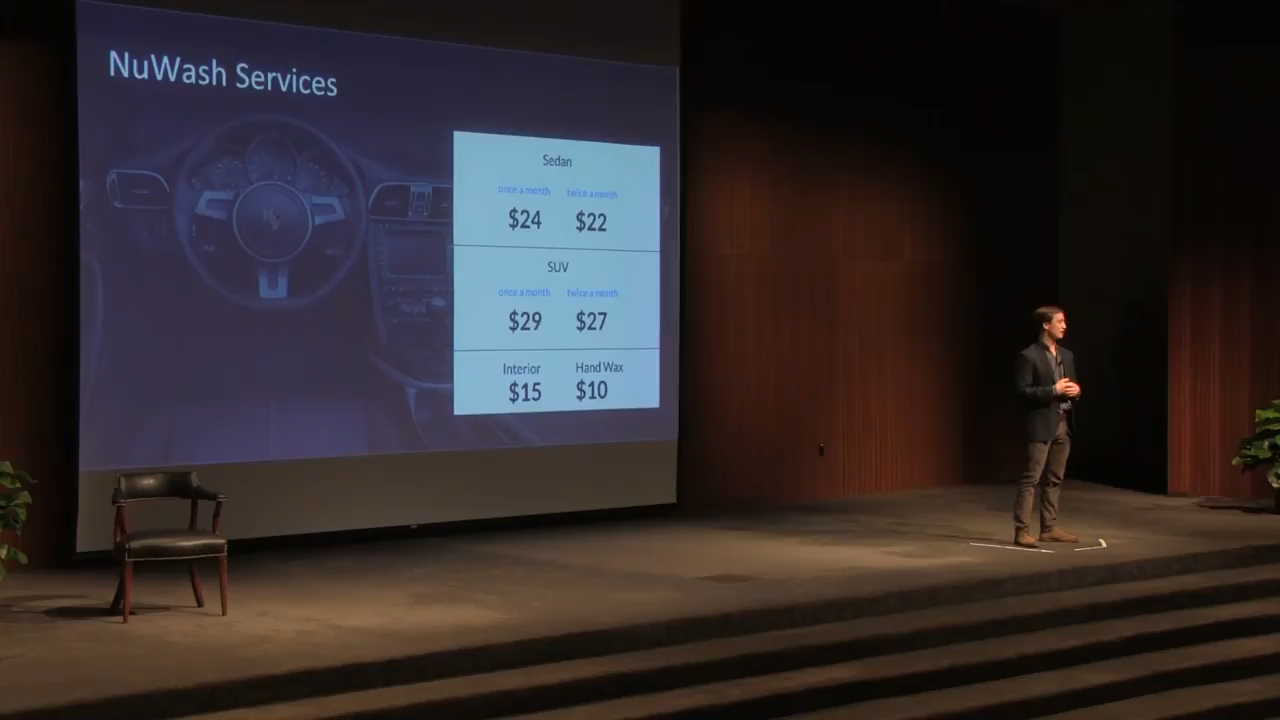 NuWash Services
Sedan
once a month twice a month
$24 $22
SUV
once a month twice a month
$29 $27
Interior Hand Wax
$15 $10